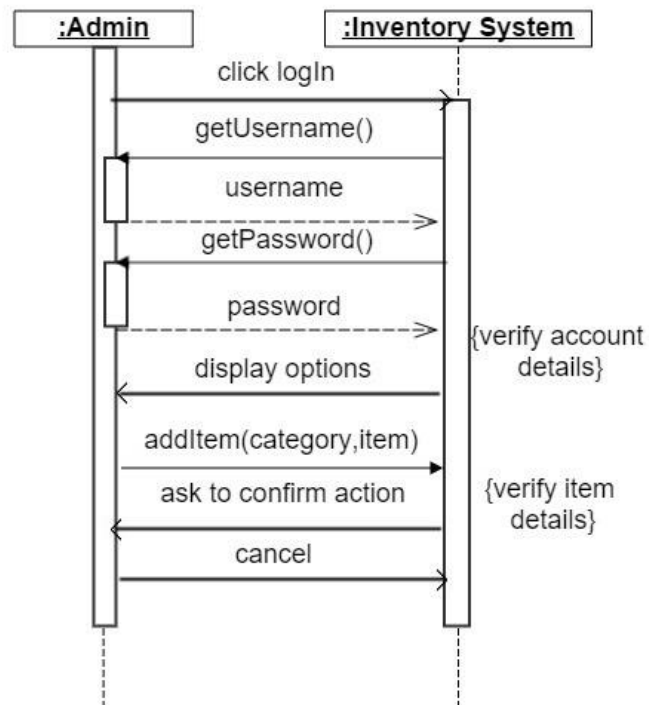 :Admin
:Inventory System
click logIn
getUsername()
username
getPassword()
password
{verify account
details}
display options
addItem(category,item)
ask to confirm action
{verify item
details}
cancel